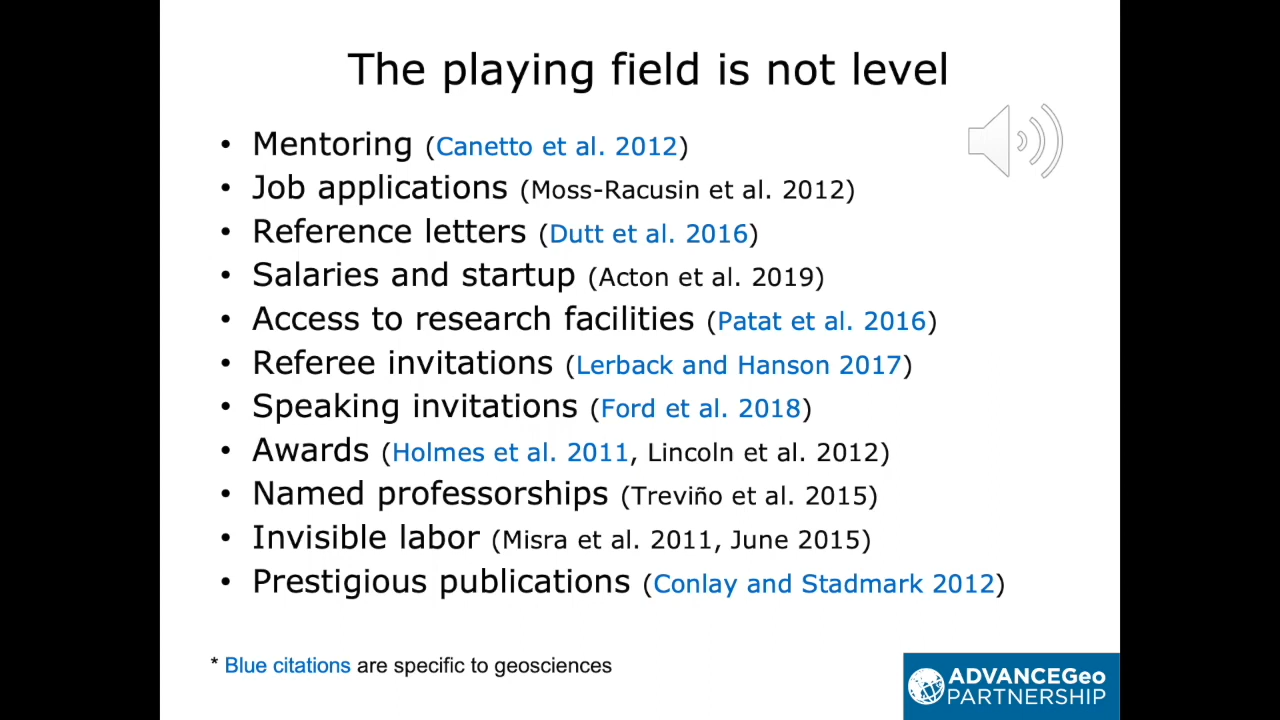 The playing field is not level
• Mentoring (Canetto et al. 2012)
• Job applications (Moss-Racusin et al. 2012)
• Reference letters (Dutt et al. 2016)
• Salaries and startup (Acton et al. 2019)
• Access to research facilities (Patat et al. 2016)
• Referee invitations (Lerback and Hanson 2017)
• Speaking invitations (Ford et al. 2018)
• Awards (Holmes et al. 2011, Lincoln et al. 2012)
• Named professorships (Treviño et al. 2015)
• Invisible labor (Misra et al. 2011, June 2015)
• Prestigious publications (Conlay and Stadmark 2012)
* Blue citations are specific to geosciences
ADVANCEGeo
PARTNERSHIP